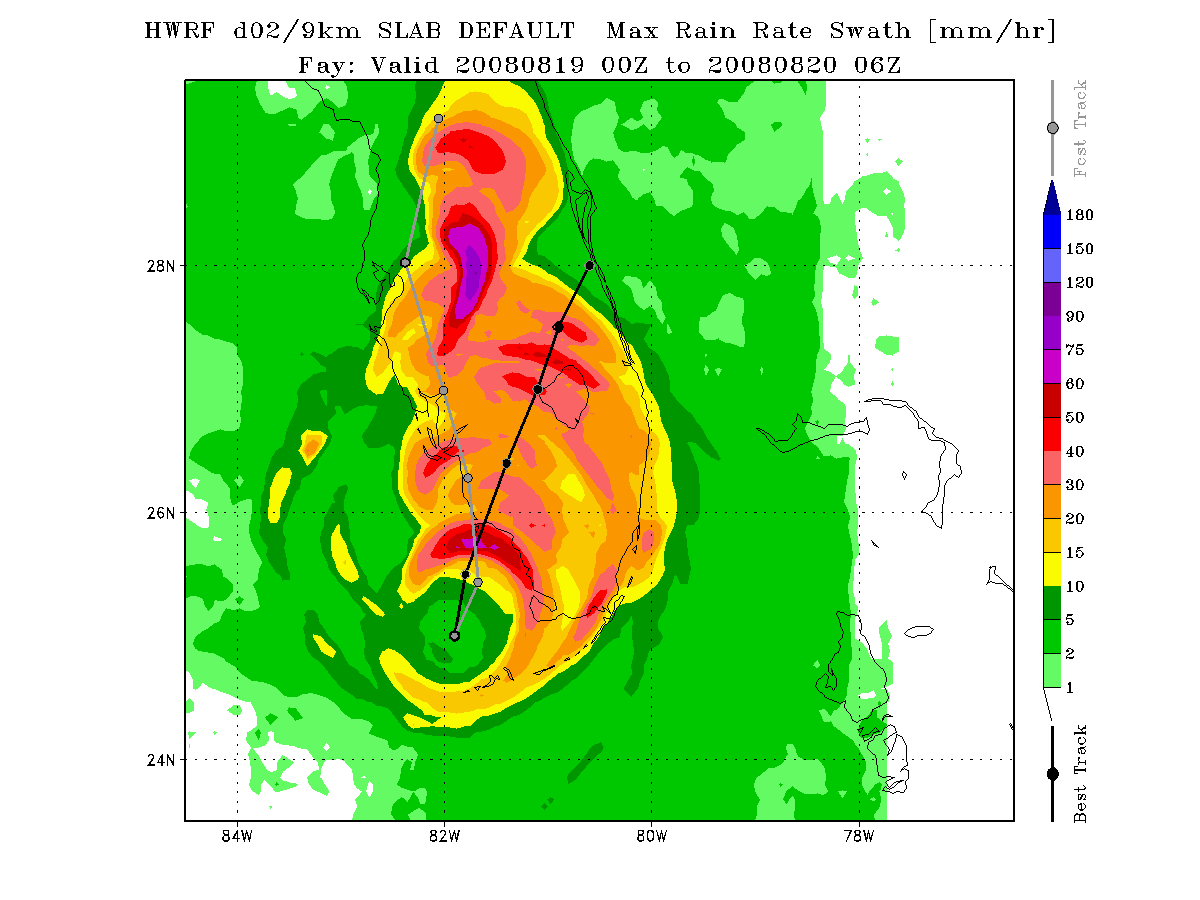 HWRF d02/9km SLAB DEFAULT  Max Rain Rate Swath [mm/hr]
Fay: Valid 20080819 00Z to 20080820 06Z
28N
26N
24N
84W
82W
80W
78W
Fcst Track
180
150
120
90
75
60
50
40
30
20
15
10
5
2
1
Best Track